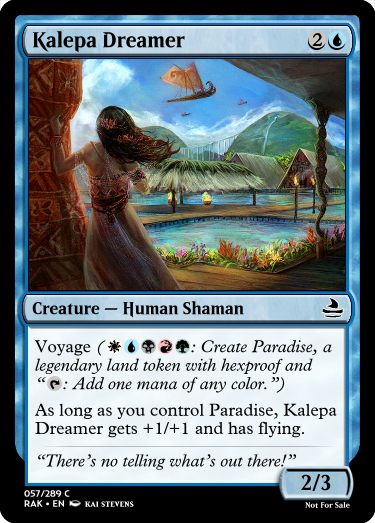 Kalepa Dreamer 2
Creature — Human Shaman
Voyage (: Create Paradise, a
legendary land token with hexproof and
“: Add one mana of any color.”)
As long as you control Paradise, Kalepa
Dreamer gets +1/+1 and has flying.
“There's no telling what's out there!”
2/3
057/289 C
RAK • EN KAI STEVENS
Not For Sale